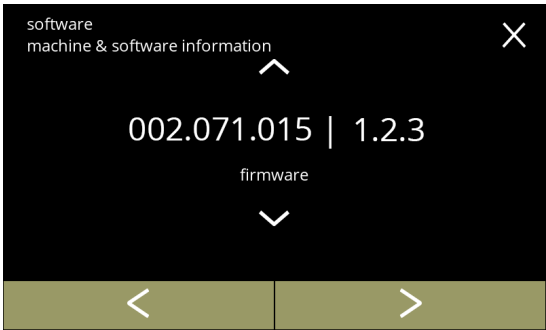 software
machine & software information
002.071.015 | 1.2.3
firmware